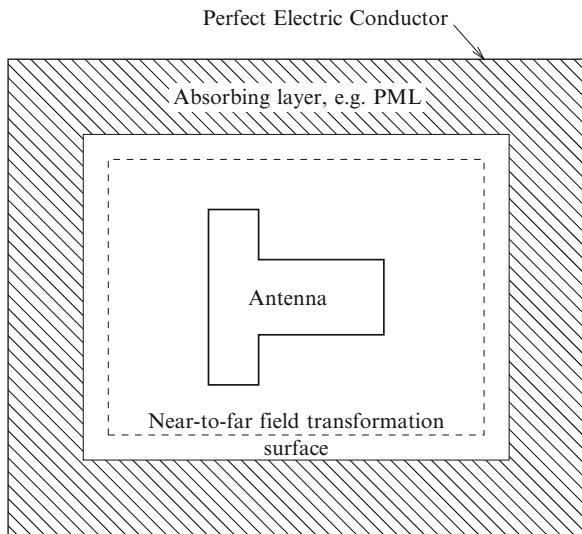 Perfect Electric Conductor
Absorbing layer, e.g. PML
Antenna
Near-to-far field transformation
surface